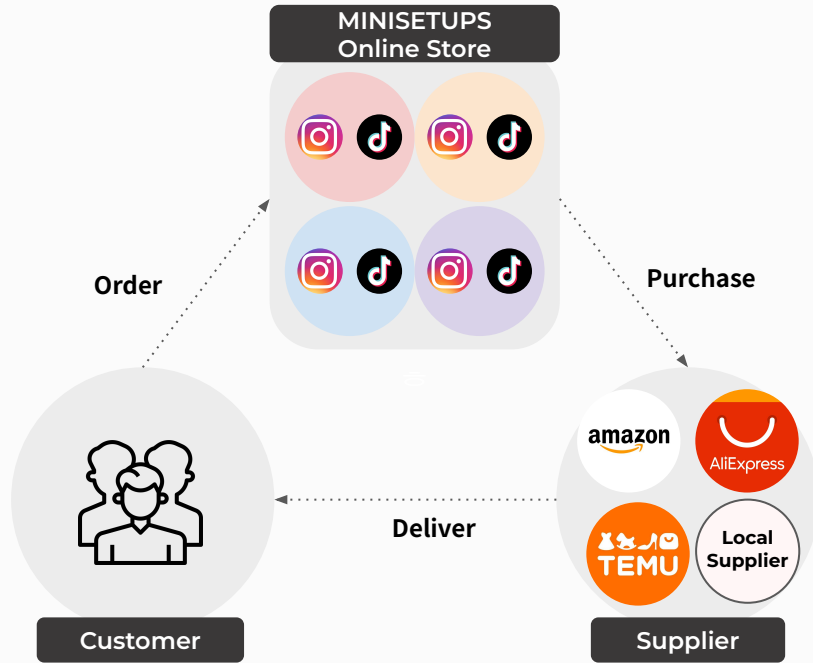 MINISETUPS
Online Store
Order
Purchase
amazon
AliExpress
Deliver
TEMU
Local
Supplier
Customer
Supplier